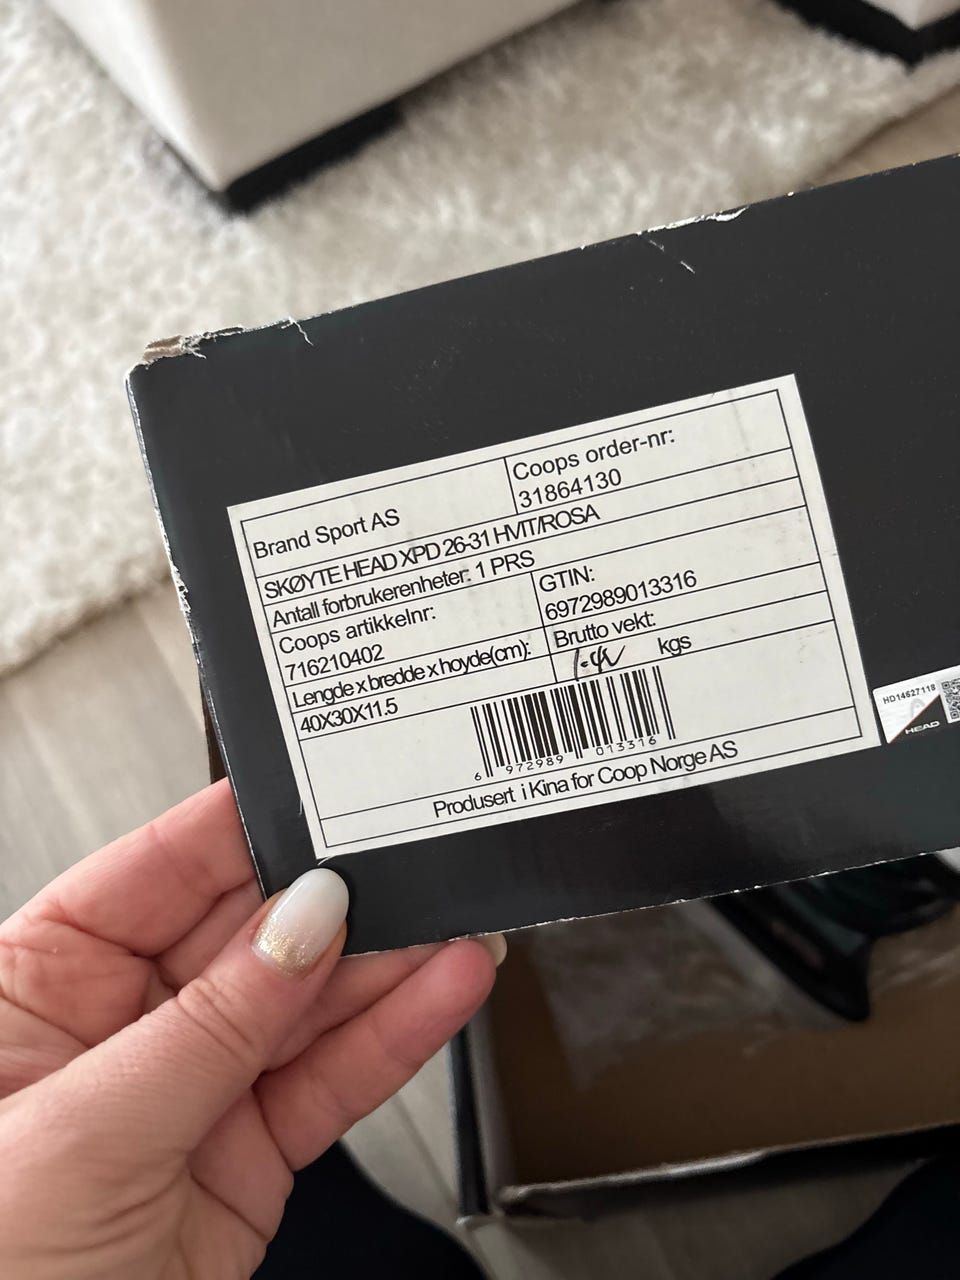 Brand Sport AS
Coops order-nr:
31864130
SKØYTE HEAD XPD 26-31 HVIT/ROSA
Antall forbrukerenheter: 1 PRS
Coops artikkelnr:
716210402
GTIN:
6972989013316
Lengde x bredde x hoyde(cm):
40X30X11.5
Brutto vekt:
kgs
6 972989 013316
Produsert i Kina for Coop Norge AS
HD14627118
HEAD